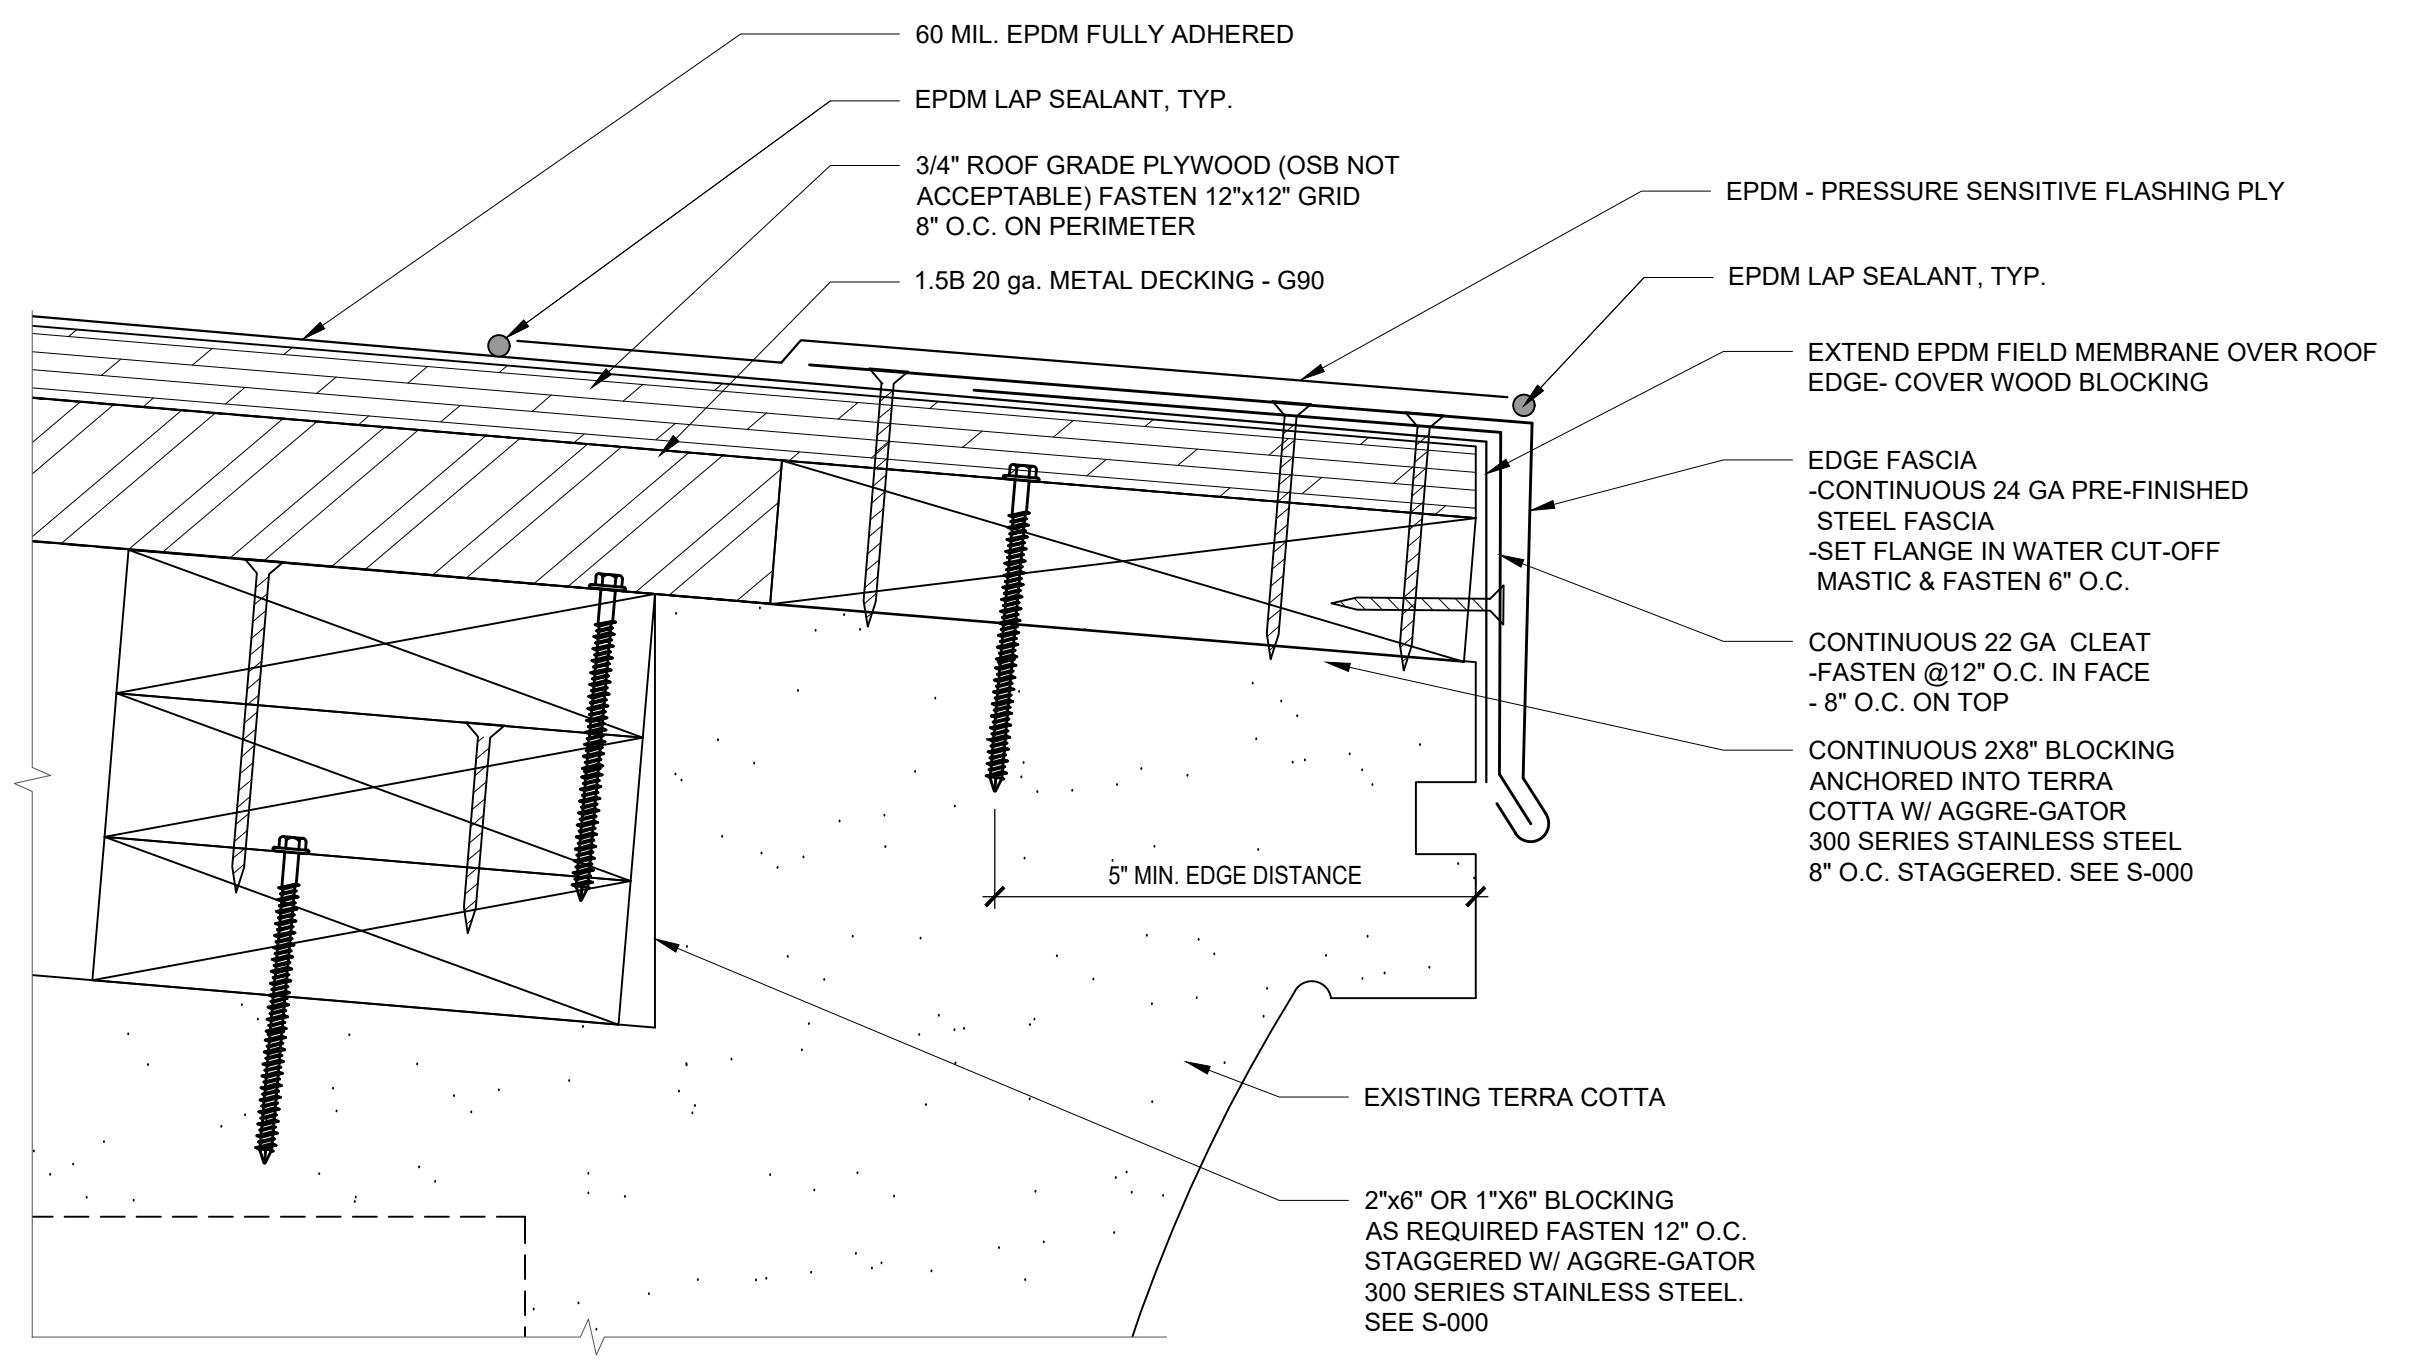 60 MIL. EPDM FULLY ADHERED
EPDM LAP SEALANT, TYP.
3/4" ROOF GRADE PLYWOOD (OSB NOT
ACCEPTABLE) FASTEN 12"x12" GRID
8" O.C. ON PERIMETER
1.5B 20 ga. METAL DECKING - G90
EPDM - PRESSURE SENSITIVE FLASHING PLY
EPDM LAP SEALANT, TYP.
EXTEND EPDM FIELD MEMBRANE OVER ROOF
EDGE- COVER WOOD BLOCKING
EDGE FASCIA
-CONTINUOUS 24 GA PRE-FINISHED
STEEL FASCIA
-SET FLANGE IN WATER CUT-OFF
MASTIC & FASTEN 6" O.C.
CONTINUOUS 22 GA CLEAT
-FASTEN @12" O.C. IN FACE
- 8" O.C. ON TOP
CONTINUOUS 2X8" BLOCKING
ANCHORED INTO TERRA
COTTA W/ AGGRE-GATOR
300 SERIES STAINLESS STEEL
8" O.C. STAGGERED. SEE S-000
5" MIN. EDGE DISTANCE
EXISTING TERRA COTTA
2"x6" OR 1"X6" BLOCKING
AS REQUIRED FASTEN 12" O.C.
STAGGERED W/ AGGRE-GATOR
300 SERIES STAINLESS STEEL.
SEE S-000